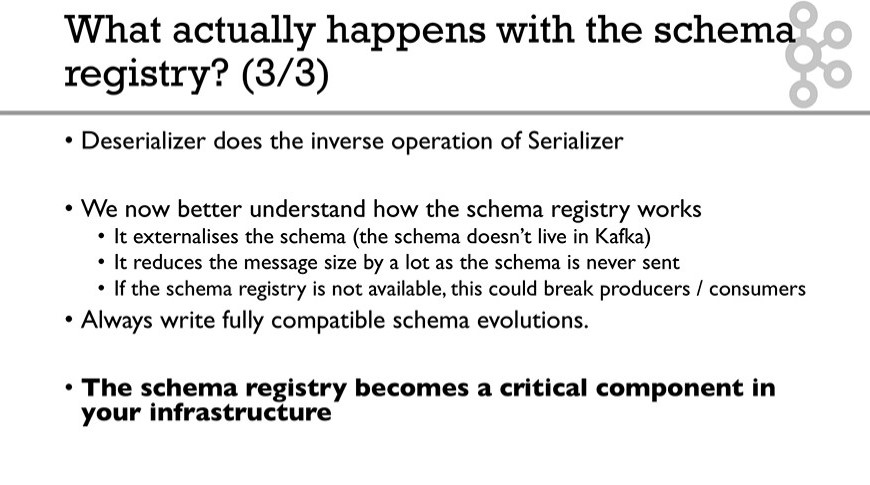 What actually happens with the schema
registry? (3/3)
• Deserializer does the inverse operation of Serializer
• We now better understand how the schema registry works
• It externalises the schema (the schema doesn’t live in Kafka)
• It reduces the message size by a lot as the schema is never sent
• If the schema registry is not available, this could break producers / consumers
• Always write fully compatible schema evolutions.
• The schema registry becomes a critical component in
your infrastructure